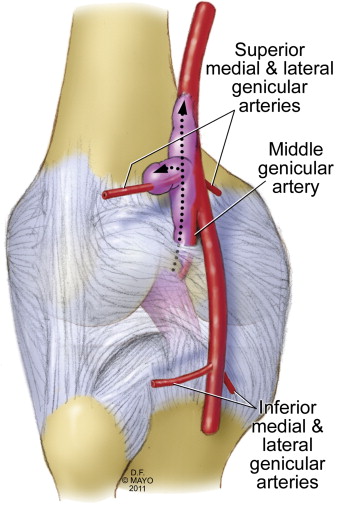 Superior
medial & lateral
genicular
arteries
Middle
genicular
artery
Inferior
medial &
lateral
genicular
arteries
D.F.
© MAYO
2011